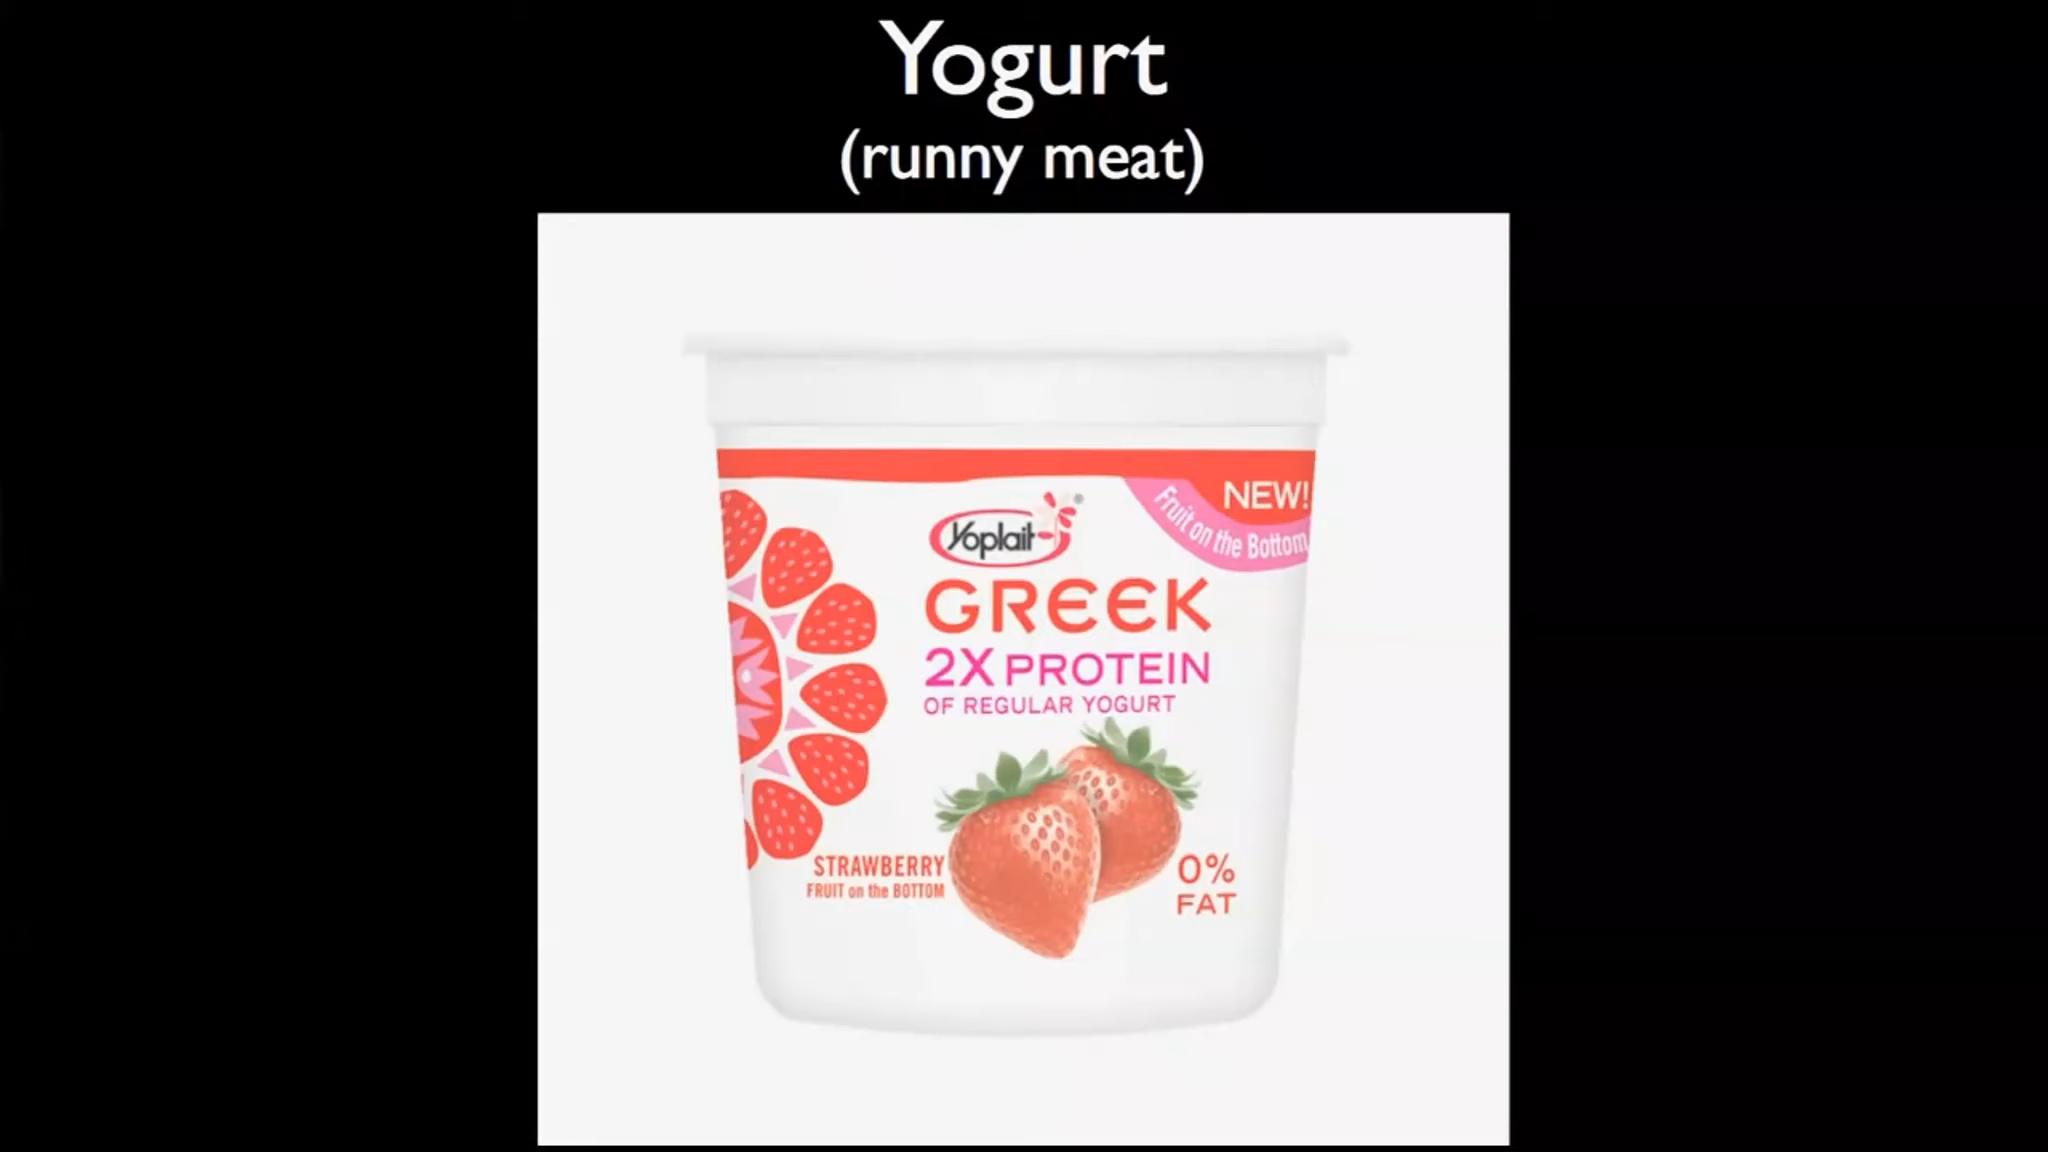 Yogurt
(runny meat)
NEW!
Fruit on the Bottom
Yoplait
GREEK
2X PROTEIN
OF REGULAR YOGURT
STRAWBERRY
FRUIT on the BOTTOM
0%
FAT